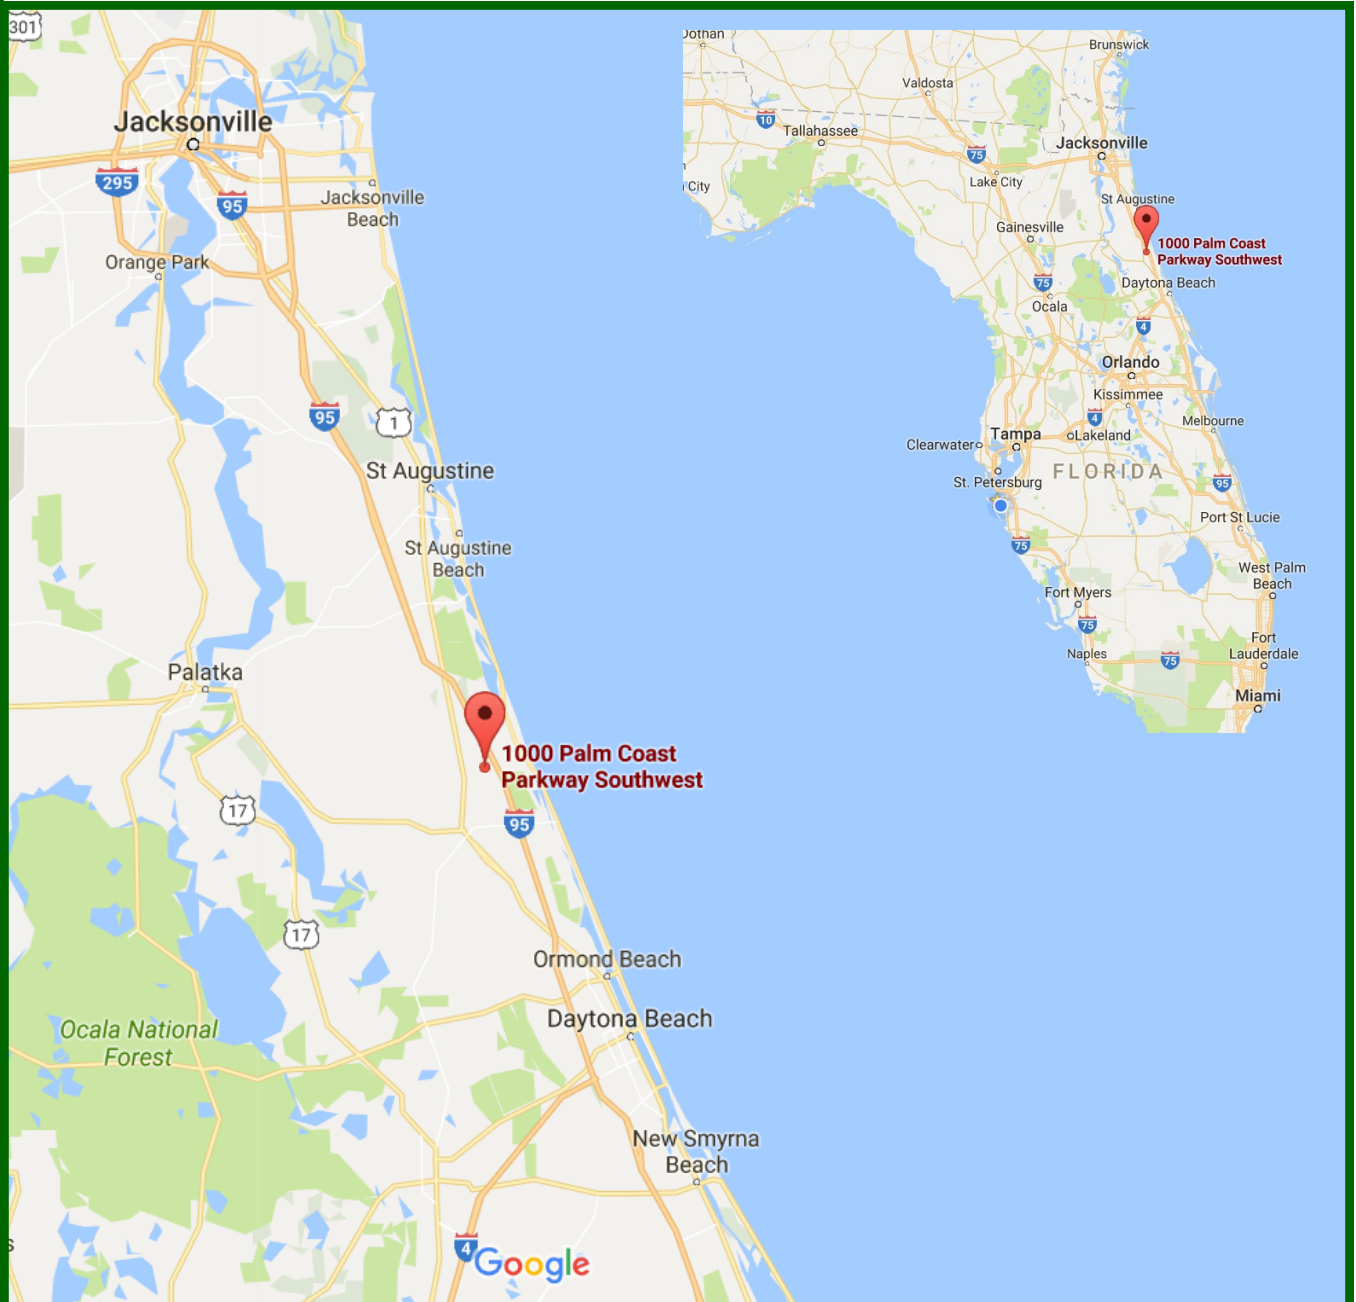 301
Jacksonville
295
95
Jacksonville
Beach
Orange Park
95
1
St Augustine
St Augustine
Beach
Palatka
1000 Palm Coast
Parkway Southwest
17
95
17
Ormond Beach
Daytona Beach
Ocala National
Forest
New Smyrna
Beach
4
Google
Dothan
Brunswick
Valdosta
10
Tallahassee
Jacksonville
75
Lake City
City
St Augustine
Gainesville
1000 Palm Coast
Parkway Southwest
75
Daytona Beach
Ocala
4
Orlando
Kissimmee
4
Melbourne
Clearwater
Tampa
Lakeland
FLORIDA
St. Petersburg
95
Port St Lucie
75
West Palm
Beach
Fort Myers
75
Fort
Lauderdale
Naples
75
Miami